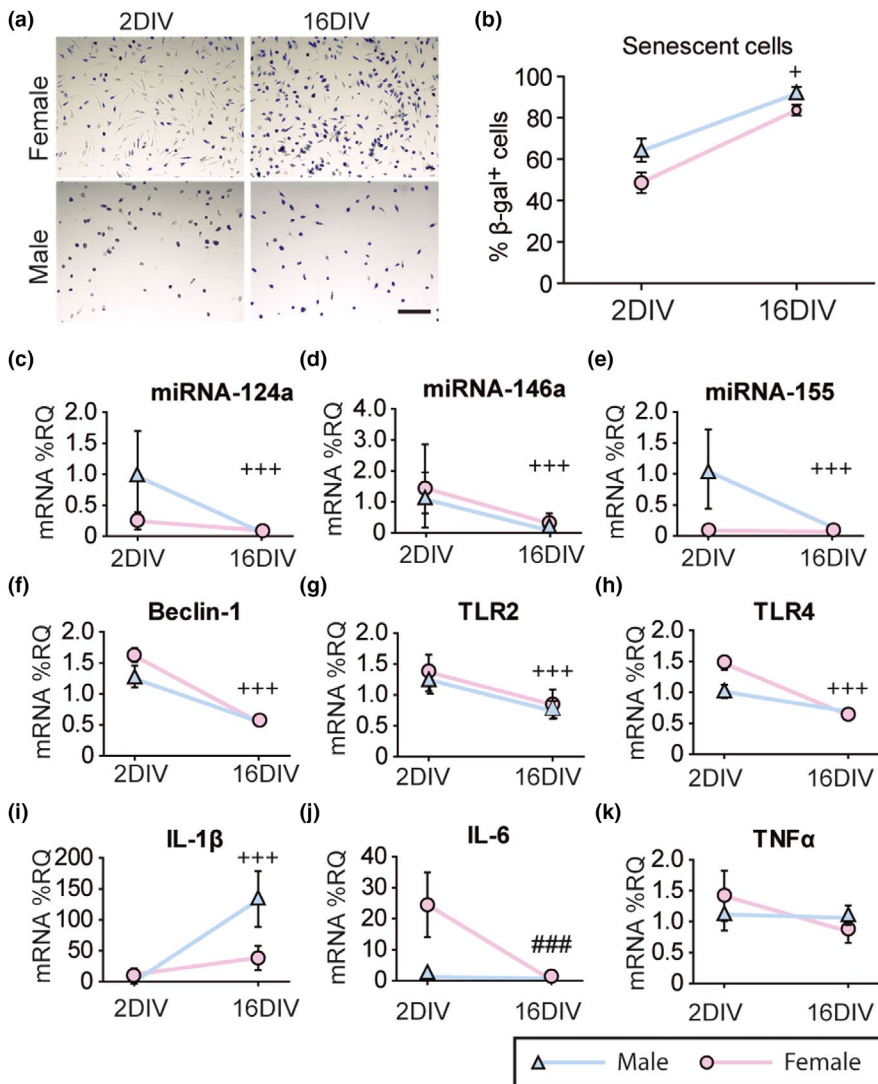 (a)
2DIV 16DIV
Female
Male
(b)
Senescent cells
% β-gal⁺ cells
100
80
60
40
20
0
+
2DIV 16DIV
(c)
miRNA-124a
mRNA %RQ
2.0
1.5
1.0
0.5
0
+++
2DIV 16DIV
(d)
miRNA-146a
mRNA %RQ
4.0
3.0
2.0
1.0
0
+++
2DIV 16DIV
(e)
miRNA-155
mRNA %RQ
2.0
1.5
1.0
0.5
0
+++
2DIV 16DIV
(f)
Beclin-1
mRNA %RQ
2.0
1.5
1.0
0.5
0
+++
2DIV 16DIV
(g)
TLR2
mRNA %RQ
2.0
1.5
1.0
0.5
0
+++
2DIV 16DIV
(h)
TLR4
mRNA %RQ
2.0
1.5
1.0
0.5
0
+++
2DIV 16DIV
(i)
IL-1β
mRNA %RQ
200
150
100
50
0
+++
2DIV 16DIV
(j)
IL-6
mRNA %RQ
40
30
20
10
0
###
2DIV 16DIV
(k)
TNFα
mRNA %RQ
2.0
1.5
1.0
0.5
0
2DIV 16DIV
Male Female